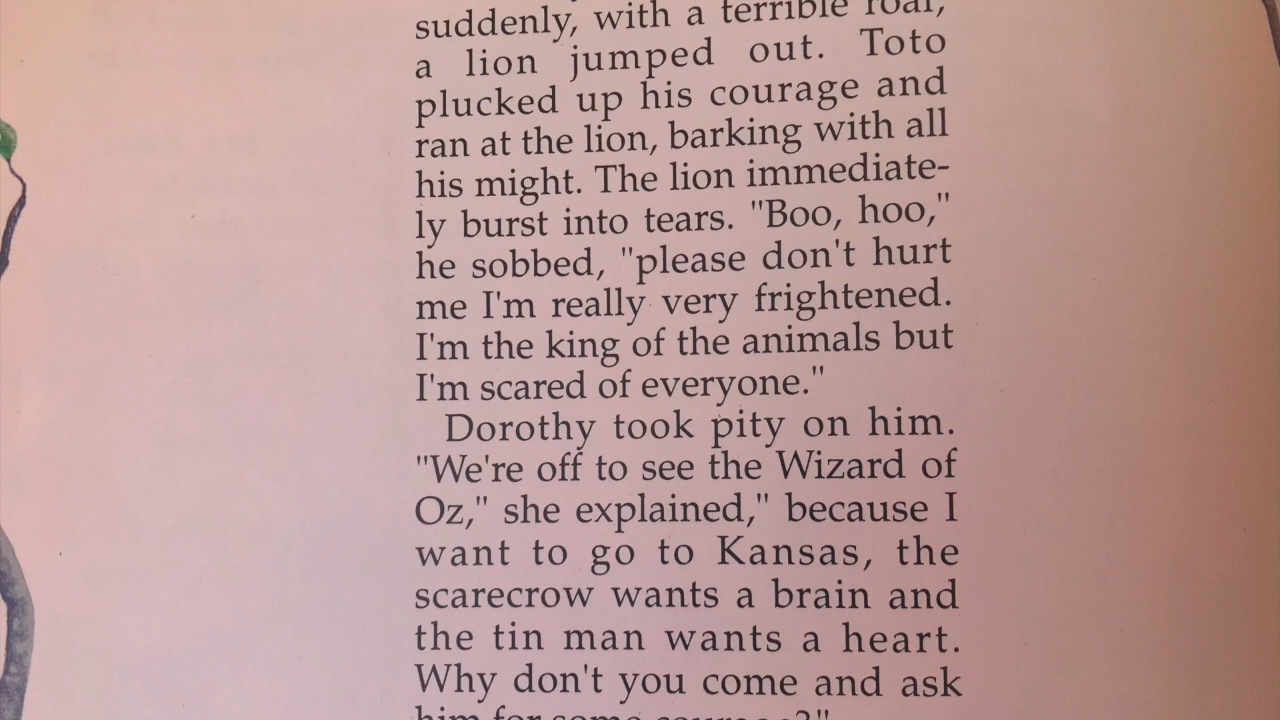 suddenly, with a terrible roar,
a lion jumped out. Toto
plucked up his courage and
ran at the lion, barking with all
his might. The lion immediate-
ly burst into tears. "Boo, hoo,"
he sobbed, "please don't hurt
me I'm really very frightened.
I'm the king of the animals but
I'm scared of everyone."
Dorothy took pity on him.
"We're off to see the Wizard of
Oz," she explained," because I
want to go to Kansas, the
scarecrow wants a brain and
the tin man wants a heart.
Why don't you come and ask
him for some courage?"